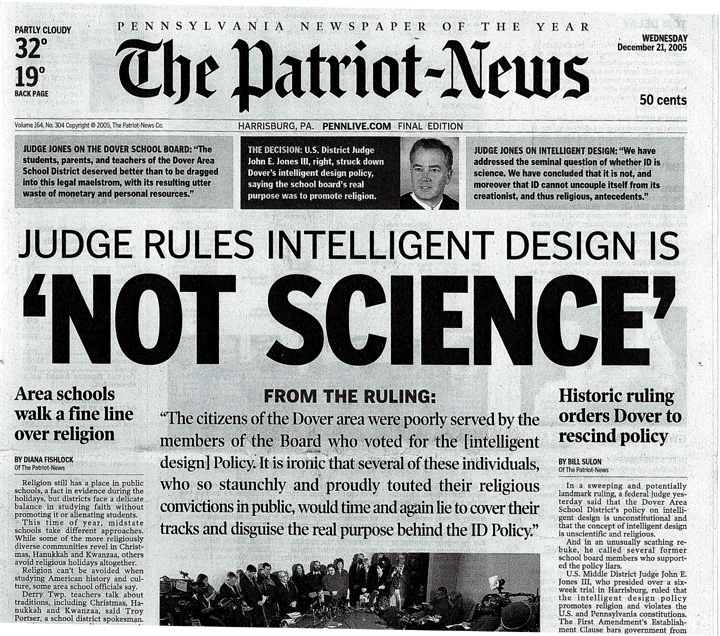 PENNSYLVANIA NEWSPAPER OF THE YEAR
PARTLY CLOUDY
32°
19°
BACK PAGE
The Patriot-News
WEDNESDAY
December 21, 2005
50 cents
Volume 164, No. 304 Copyright © 2005, The Patriot-News Co.
HARRISBURG, PA. PENNLIVE.COM FINAL EDITION
JUDGE JONES ON THE DOVER SCHOOL BOARD: “The
students, parents, and teachers of the Dover Area
School District deserved better than to be dragged
into this legal maelstrom, with its resulting utter
waste of monetary and personal resources.”
THE DECISION: U.S. District Judge
John E. Jones III, right, struck down
Dover’s intelligent design policy,
saying the school board’s real
purpose was to promote religion.
JUDGE JONES ON INTELLIGENT DESIGN: “We have
addressed the seminal question of whether ID is
science. We have concluded that it is not, and
moreover that ID cannot uncouple itself from its
creationist, and thus religious, antecedents.”
JUDGE RULES INTELLIGENT DESIGN IS
‘NOT SCIENCE’
Area schools
walk a fine line
over religion
BY DIANA FISHLOCK
Of The Patriot-News
Religion still has a place in public
schools, a fact in evidence during the
holidays, but districts face a delicate
balance in studying faith without
promoting it or alienating students.
This time of year, midstate
schools take different approaches.
While some of the more religiously
diverse communities revel in Christ-
mas, Hanukkah and Kwanzaa, others
avoid religious holidays altogether.
Religion can’t be avoided when
studying American history and cul-
ture, some area school officials say.
Derry Twp. teachers talk about
traditions, including Christmas, Ha-
nukkah and Kwanzaa, said Troy
Portser, a school district spokesman.
FROM THE RULING:
“The citizens of the Dover area were poorly served by the
members of the Board who voted for the [intelligent
design] Policy. It is ironic that several of these individuals,
who so staunchly and proudly touted their religious
convictions in public, would time and again lie to cover their
tracks and disguise the real purpose behind the ID Policy.”
Historic ruling
orders Dover to
rescind policy
BY BILL SULON
Of The Patriot-News
In a sweeping and potentially
landmark ruling, a federal judge yes-
terday said that the Dover Area
School District’s policy on intelli-
gent design is unconstitutional and
that the concept of intelligent design
is unscientific and religious.
And in an unusually scathing re-
buke, he called several former
school board members who support-
ed the policy liars.
U.S. Middle District Judge John E.
Jones III, who presided over a six-
week trial in Harrisburg, ruled that
the intelligent design policy
promotes religion and violates the
U.S. and Pennsylvania constitutions.
The First Amendment’s Establish-
ment Clause bars government from